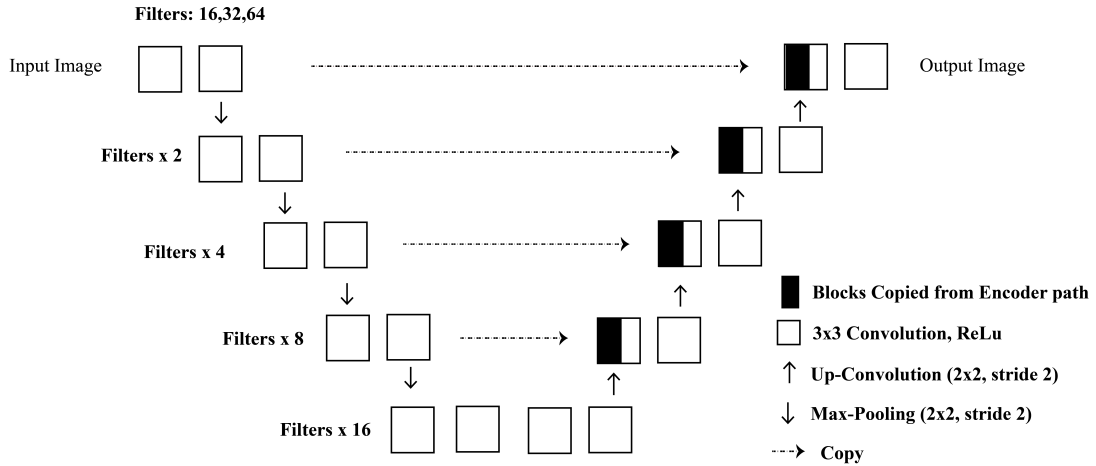 Filters: 16,32,64
Input Image
Output Image
Filters x 2
Filters x 4
Filters x 8
Filters x 16
Blocks Copied from Encoder path
3x3 Convolution, ReLu
Up-Convolution (2x2, stride 2)
Max-Pooling (2x2, stride 2)
Copy